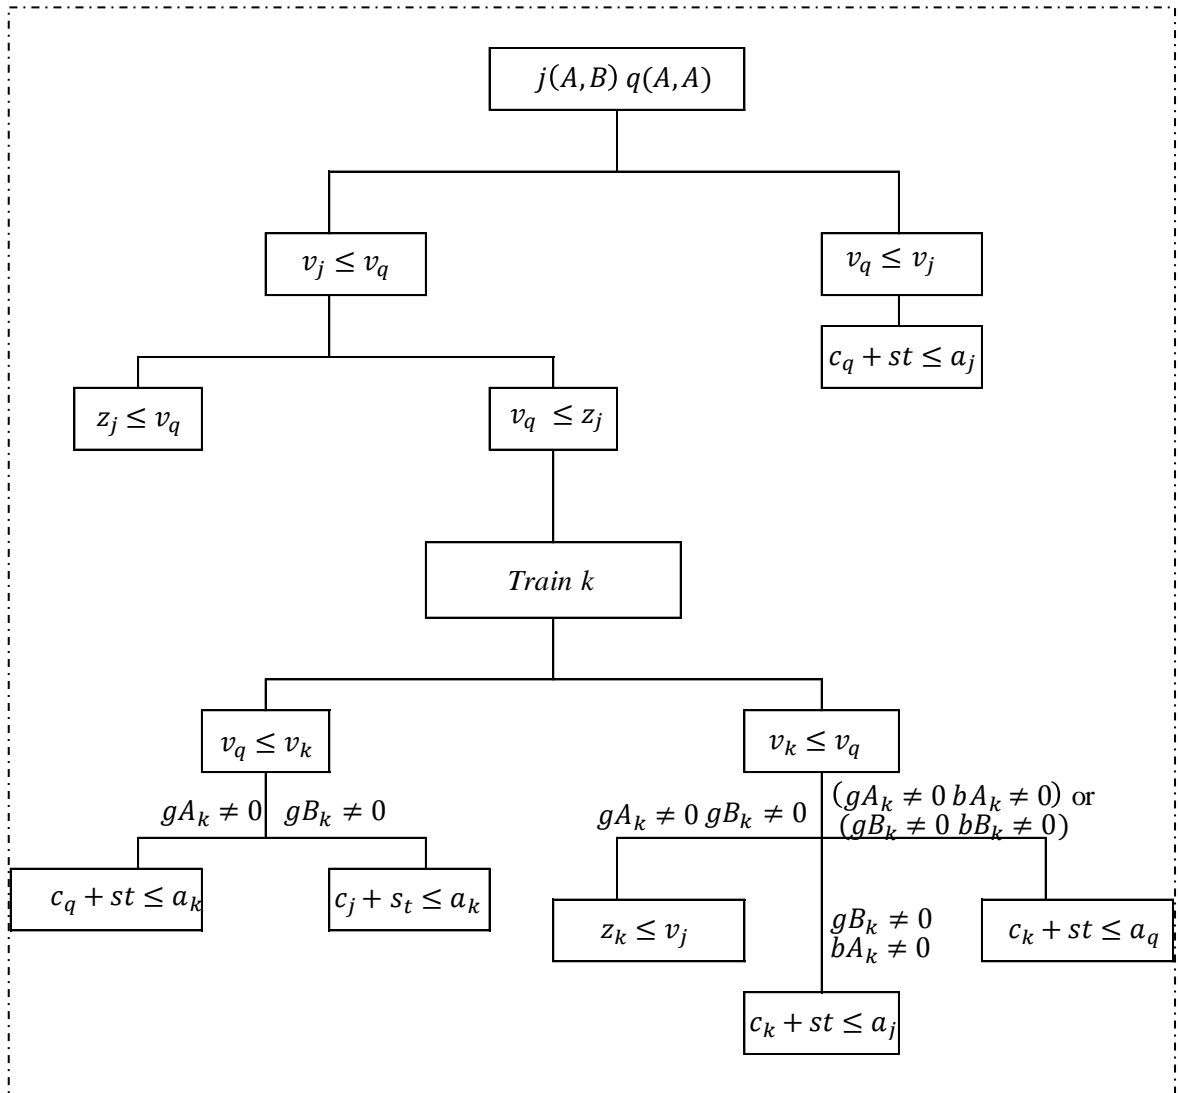 j(A, B) q(A, A)
v_j ≤ v_q
v_q ≤ v_j
c_q + st ≤ a_j
z_j ≤ v_q
v_q ≤ z_j
Train k
v_q ≤ v_k
v_k ≤ v_q
gA_k ≠ 0
gB_k ≠ 0
gA_k ≠ 0 gB_k ≠ 0
(gA_k ≠ 0 bA_k ≠ 0) or
(gB_k ≠ 0 bB_k ≠ 0)
c_q + st ≤ a_k
c_j + s_t ≤ a_k
z_k ≤ v_j
gB_k ≠ 0
bA_k ≠ 0
c_k + st ≤ a_q
c_k + st ≤ a_j